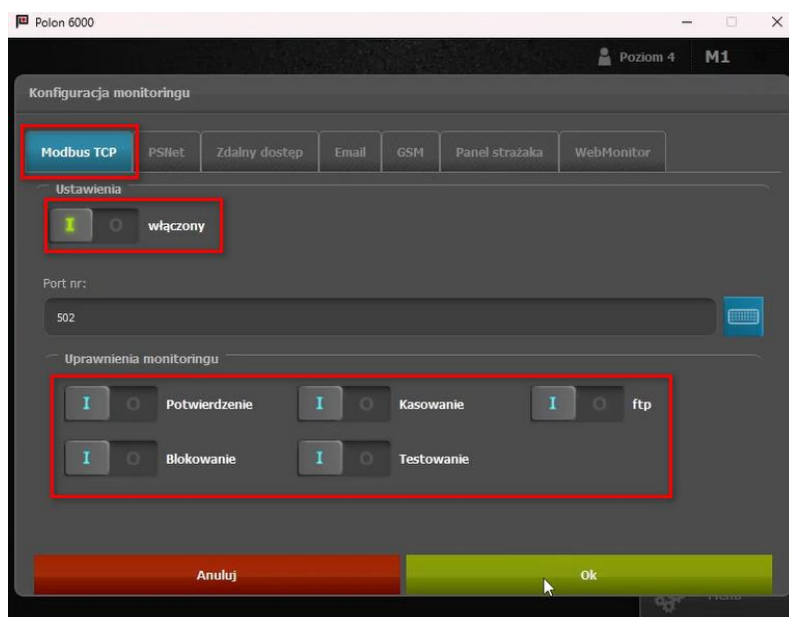 Polon 6000
Poziom 4 M1
Konfiguracja monitoringu
Modbus TCP PSNet Zdalny dostęp Email GSM Panel strażaka WebMonitor
Ustawienia
I O włączony
Port nr:
502
Uprawnienia monitoringu
I O Potwierdzenie I O Kasowanie I O ftp
I O Blokowanie I O Testowanie
Anuluj Ok
Menu